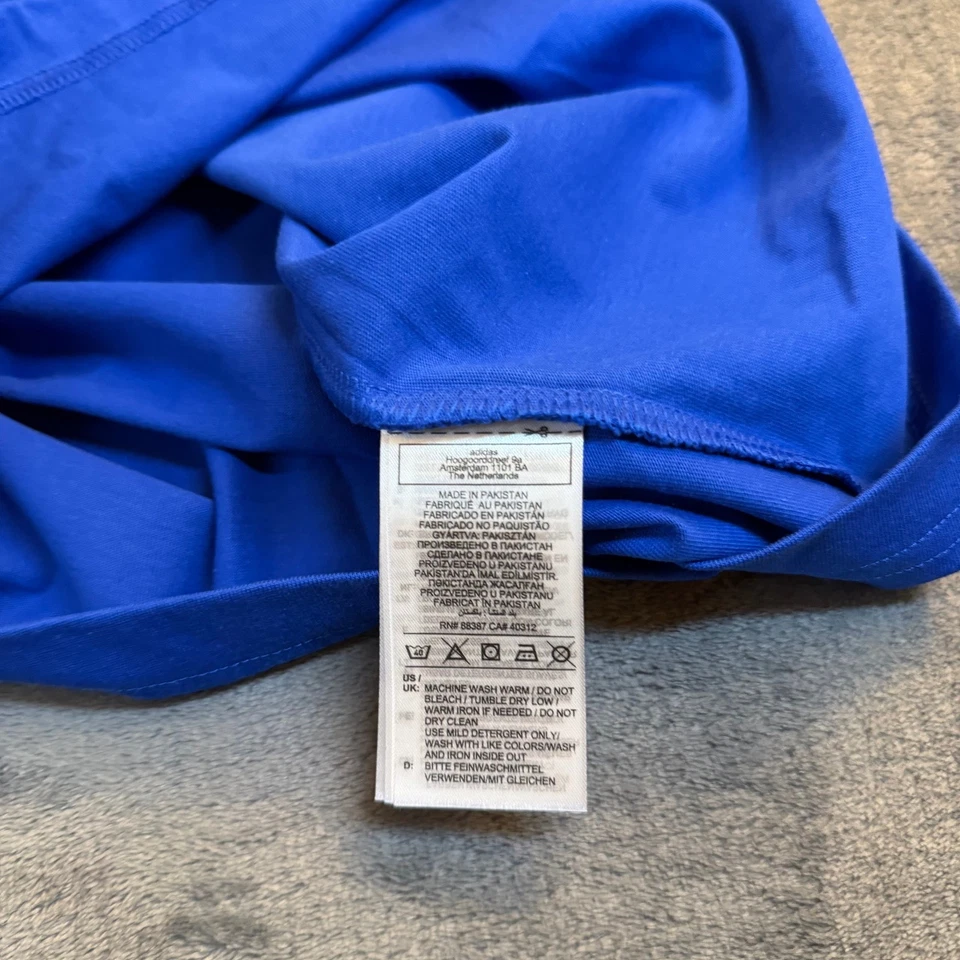 adidas
Hoogoorddreef 9a
Amsterdam 1101 BA
The Netherlands
MADE IN PAKISTAN
FABRIQUÉ AU PAKISTAN
FABRICADO EN PAKISTÁN
FABRICADO NO PAQUISTÃO
GYÁRTVA: PAKISZTÁN
ПРОИЗВЕДЕНО В ПАКИСТАН
СДЕЛАНО В ПАКИСТАНЕ
PROIZVEDENO U PAKISTANU
PAKISTAN'DA IMAL EDİLMİŞTİR.
ПӘКІСТАНДА ЖАСАЛҒАН
PROIZVEDENO U PAKISTANU
FABRICAT ÎN PAKISTAN
RN# 88387 CA# 40312
40
US /
UK: MACHINE WASH WARM / DO NOT
BLEACH / TUMBLE DRY LOW /
WARM IRON IF NEEDED / DO NOT
DRY CLEAN
USE MILD DETERGENT ONLY/
WASH WITH LIKE COLORS/WASH
AND IRON INSIDE OUT
D: BITTE FEINWASCHMITTEL
VERWENDEN/MIT GLEICHEN